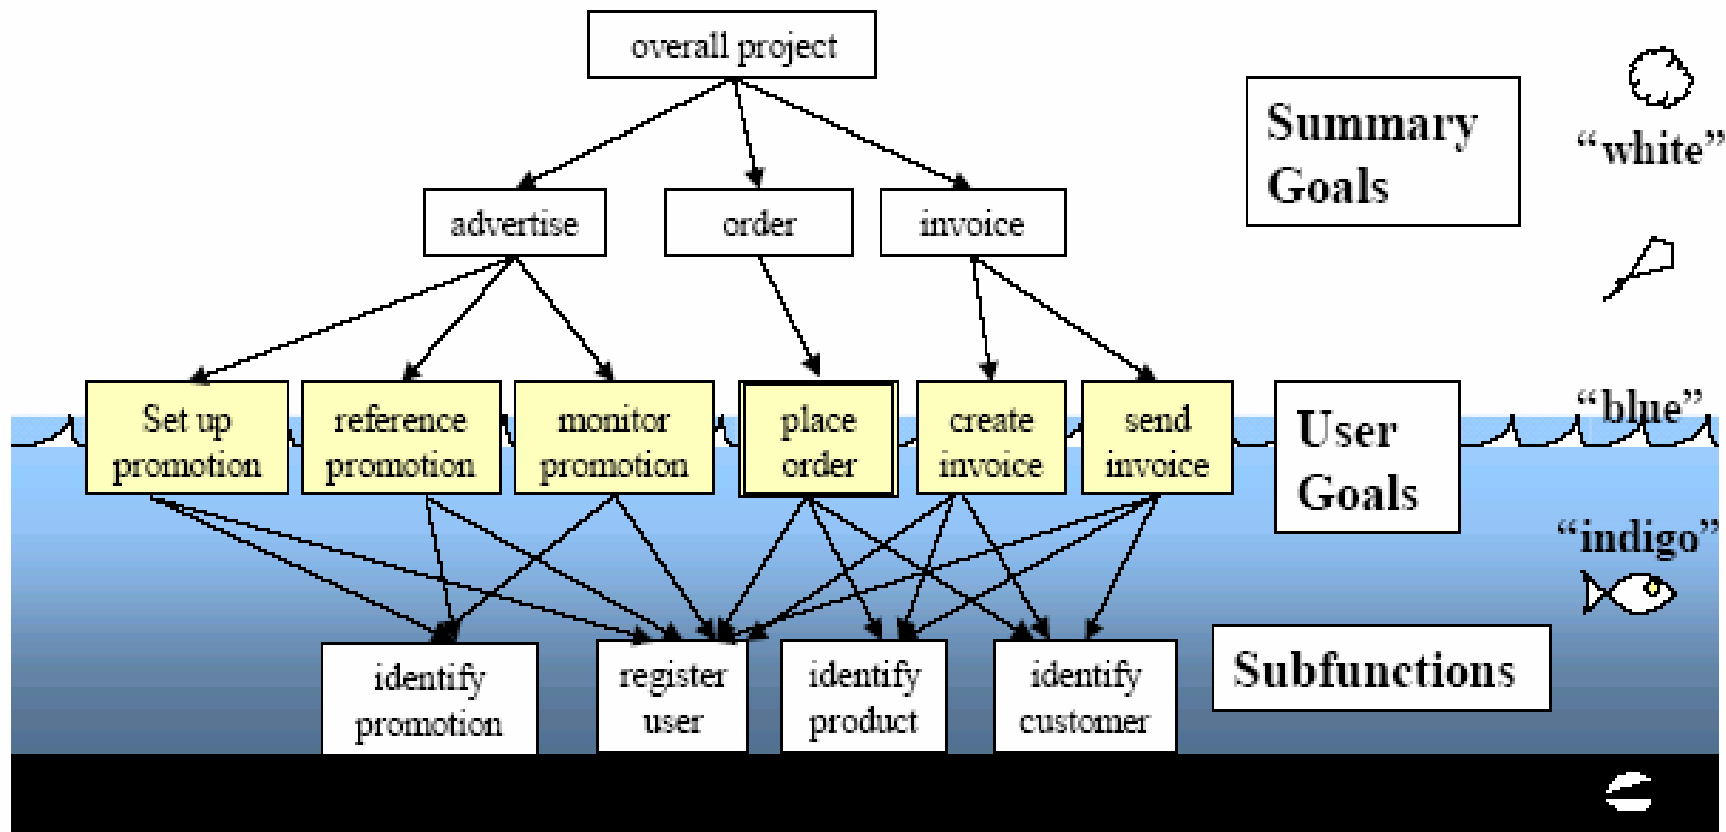 overall project
Summary
Goals
“white”
advertise
order
invoice
Set up
promotion
reference
promotion
monitor
promotion
place
order
create
invoice
send
invoice
User
Goals
“blue”
“indigo”
identify
promotion
register
user
identify
product
identify
customer
Subfunctions